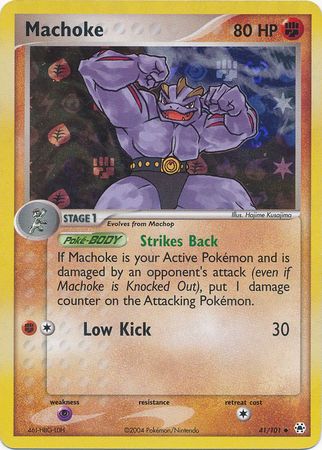 Machoke 80 HP
Illus. Hajime Kusajima
STAGE 1
Evolves from Machop
Poké-BODY Strikes Back
If Machoke is your Active Pokémon and is
damaged by an opponent's attack (even if
Machoke is Knocked Out), put 1 damage
counter on the Attacking Pokémon.
Low Kick 30
weakness resistance retreat cost
©2004 Pokémon/Nintendo 41/101